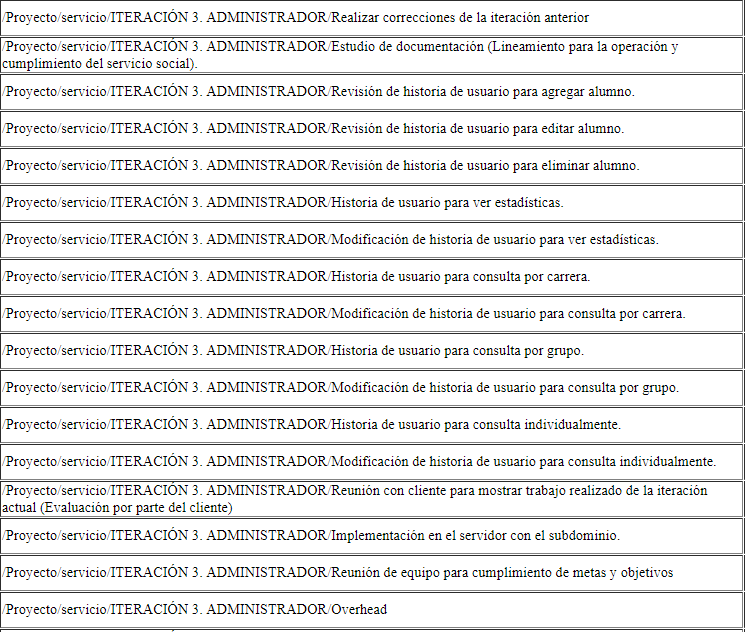 /Proyecto/servicio/ITERACIÓN 3. ADMINISTRADOR/Realizar correcciones de la iteración anterior
/Proyecto/servicio/ITERACIÓN 3. ADMINISTRADOR/Estudio de documentación (Lineamiento para la operación y
cumplimiento del servicio social).
/Proyecto/servicio/ITERACIÓN 3. ADMINISTRADOR/Revisión de historia de usuario para agregar alumno.
/Proyecto/servicio/ITERACIÓN 3. ADMINISTRADOR/Revisión de historia de usuario para editar alumno.
/Proyecto/servicio/ITERACIÓN 3. ADMINISTRADOR/Revisión de historia de usuario para eliminar alumno.
/Proyecto/servicio/ITERACIÓN 3. ADMINISTRADOR/Historia de usuario para ver estadísticas.
/Proyecto/servicio/ITERACIÓN 3. ADMINISTRADOR/Modificación de historia de usuario para ver estadísticas.
/Proyecto/servicio/ITERACIÓN 3. ADMINISTRADOR/Historia de usuario para consulta por carrera.
/Proyecto/servicio/ITERACIÓN 3. ADMINISTRADOR/Modificación de historia de usuario para consulta por carrera.
/Proyecto/servicio/ITERACIÓN 3. ADMINISTRADOR/Historia de usuario para consulta por grupo.
/Proyecto/servicio/ITERACIÓN 3. ADMINISTRADOR/Modificación de historia de usuario para consulta por grupo.
/Proyecto/servicio/ITERACIÓN 3. ADMINISTRADOR/Historia de usuario para consulta individualmente.
/Proyecto/servicio/ITERACIÓN 3. ADMINISTRADOR/Modificación de historia de usuario para consulta individualmente.
/Proyecto/servicio/ITERACIÓN 3. ADMINISTRADOR/Reunión con cliente para mostrar trabajo realizado de la iteración
actual (Evaluación por parte del cliente)
/Proyecto/servicio/ITERACIÓN 3. ADMINISTRADOR/Implementación en el servidor con el subdominio.
/Proyecto/servicio/ITERACIÓN 3. ADMINISTRADOR/Reunión de equipo para cumplimiento de metas y objetivos
/Proyecto/servicio/ITERACIÓN 3. ADMINISTRADOR/Overhead